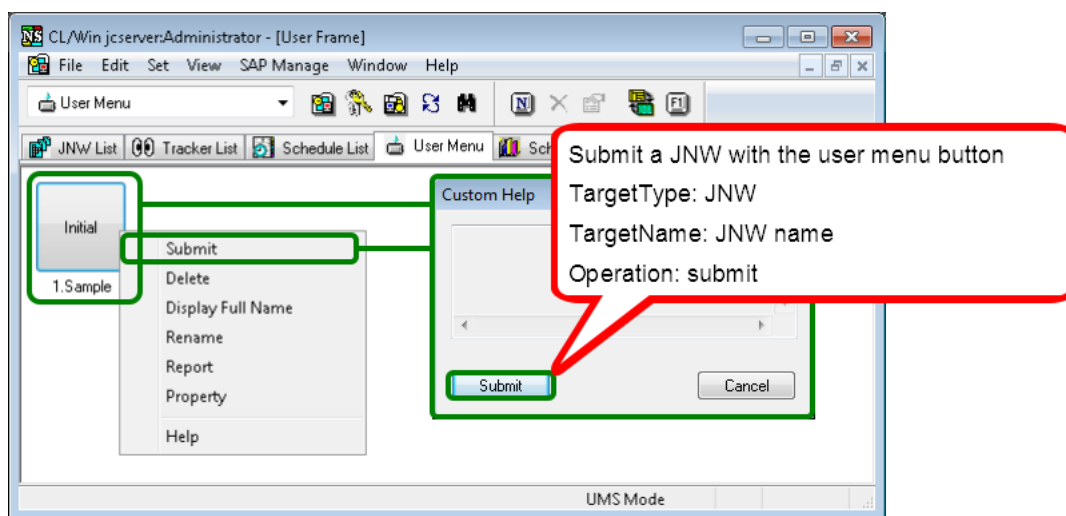 CL/Win jcserver:Administrator - [User Frame]
File Edit Set View SAP Manage Window Help
User Menu
JNW List Tracker List Schedule List User Menu Sch
Submit a JNW with the user menu button
TargetType: JNW
TargetName: JNW name
Operation: submit
Custom Help
Initial
1.Sample
Submit
Delete
Display Full Name
Rename
Report
Property
Help
Submit Cancel
UMS Mode